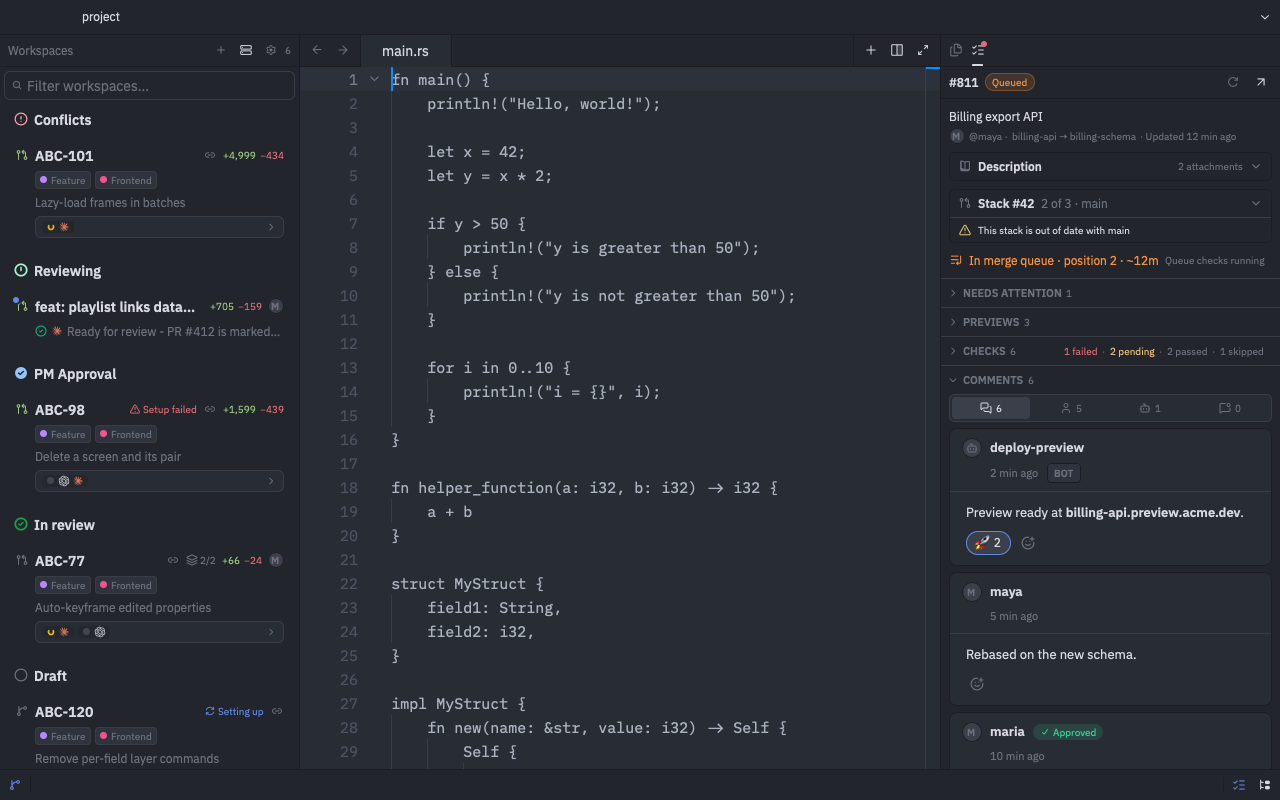 project
Workspaces
6
Filter workspaces...
Conflicts
ABC-101
+4,999 −434
Feature
Frontend
Lazy-load frames in batches
Reviewing
feat: playlist links data...
+705 −159
M
Ready for review - PR #412 is marked...
PM Approval
ABC-98
Setup failed
+1,599 −439
Feature
Frontend
Delete a screen and its pair
In review
ABC-77
2/2
+66 −24
M
Feature
Frontend
Auto-keyframe edited properties
Draft
ABC-120
Setting up
Feature
Frontend
Remove per-field layer commands
main.rs
1 fn main() {
2 println!("Hello, world!");
3
4 let x = 42;
5 let y = x * 2;
6
7 if y > 50 {
8 println!("y is greater than 50");
9 } else {
10 println!("y is not greater than 50");
11 }
12
13 for i in 0..10 {
14 println!("i = {}", i);
15 }
16 }
17
18 fn helper_function(a: i32, b: i32) -> i32 {
19 a + b
20 }
21
22 struct MyStruct {
23 field1: String,
24 field2: i32,
25 }
26
27 impl MyStruct {
28 fn new(name: &str, value: i32) -> Self {
29 Self {
#811
Queued
Billing export API
M @maya · billing-api → billing-schema · Updated 12 min ago
Description
2 attachments
Stack #42 2 of 3 · main
This stack is out of date with main
In merge queue · position 2 · ~12m Queue checks running
NEEDS ATTENTION 1
PREVIEWS 3
CHECKS 6
1 failed · 2 pending · 2 passed · 1 skipped
COMMENTS 6
6
5
1
0
deploy-preview
2 min ago
BOT
Preview ready at billing-api.preview.acme.dev.
🚀 2
M
maya
5 min ago
Rebased on the new schema.
M
maria
✓ Approved
10 min ago